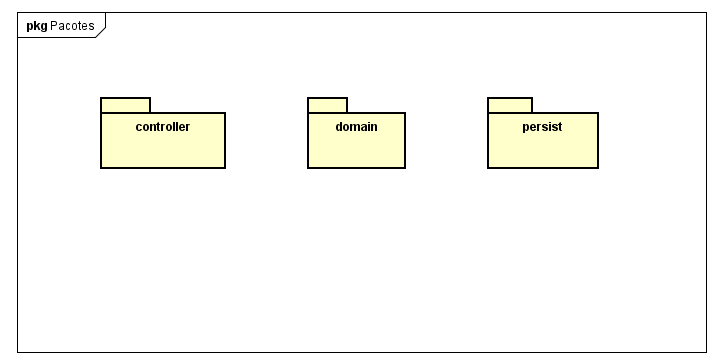 pkg Pacotes
controller
domain
persist